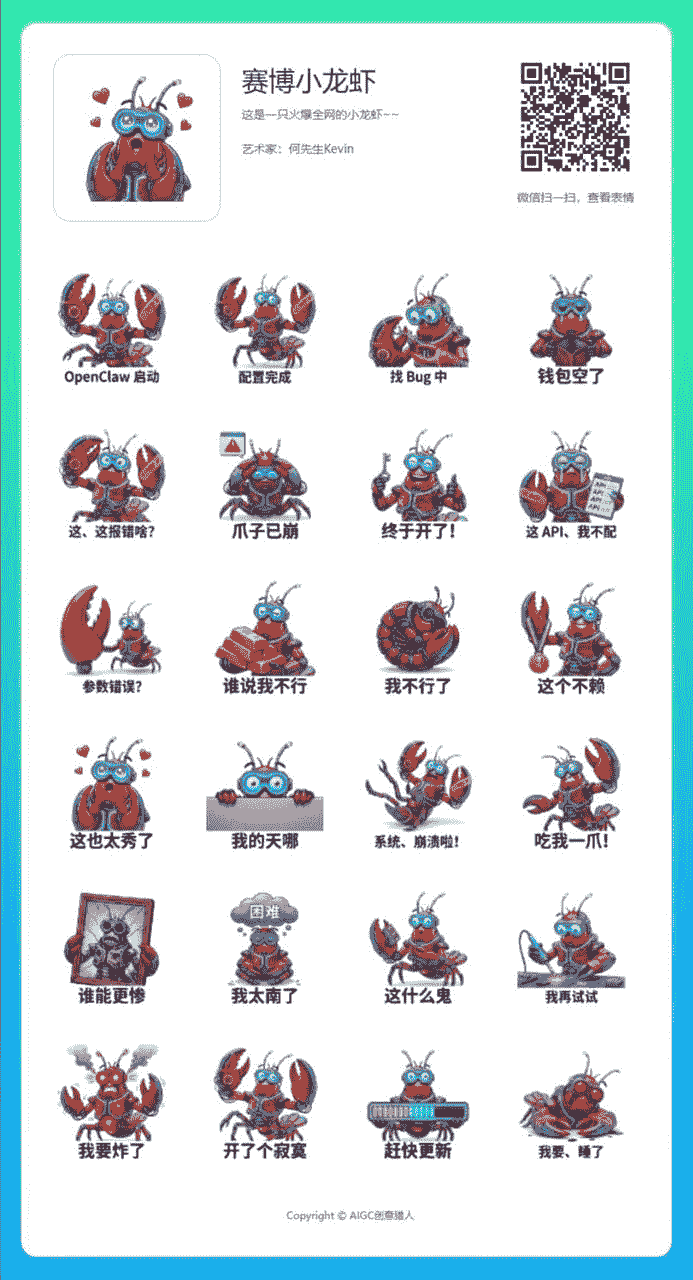 赛博小龙虾
这是一只火爆全网的小龙虾~~
艺术家：何先生Kevin
微信扫一扫，查看表情
OpenClaw 启动
配置完成
找 Bug 中
钱包空了
这、这报错啥？
爪子已崩
终于开了！
API
API
API
API
这 API、我不配
参数错误？
谁说我不行
我不行了
这个不赖
这也太秀了
我的天哪
系统、崩溃啦！
吃我一爪！
谁能更惨
困难
我太南了
这什么鬼
我再试试
我要炸了
开了个寂寞
赶快更新
我要、睡了
Copyright © AIGC创意猎人